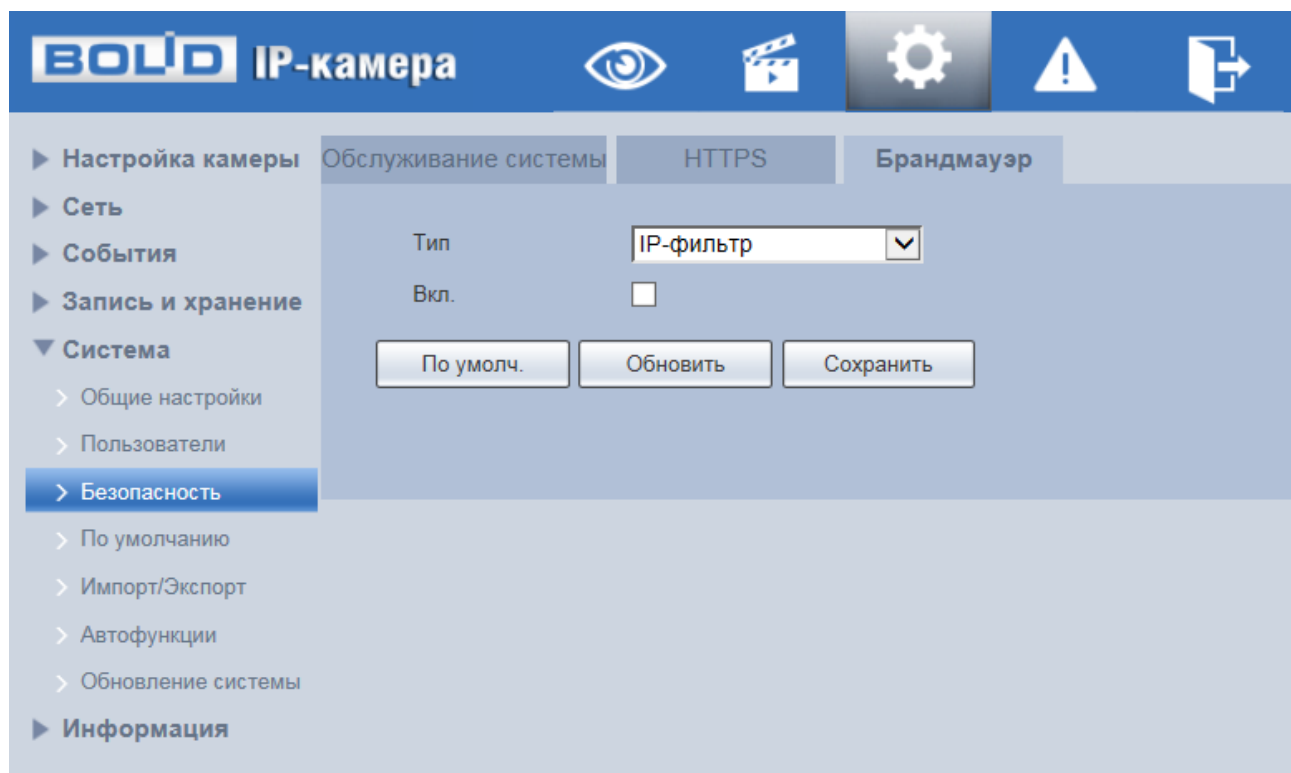 BOLID IP-камера
Настройка камеры
Сеть
События
Запись и хранение
Система
Общие настройки
Пользователи
Безопасность
По умолчанию
Импорт/Экспорт
Автофункции
Обновление системы
Информация
Обслуживание системы HTTPS Брандмауэр
Тип IP-фильтр
Вкл.
По умолч. Обновить Сохранить